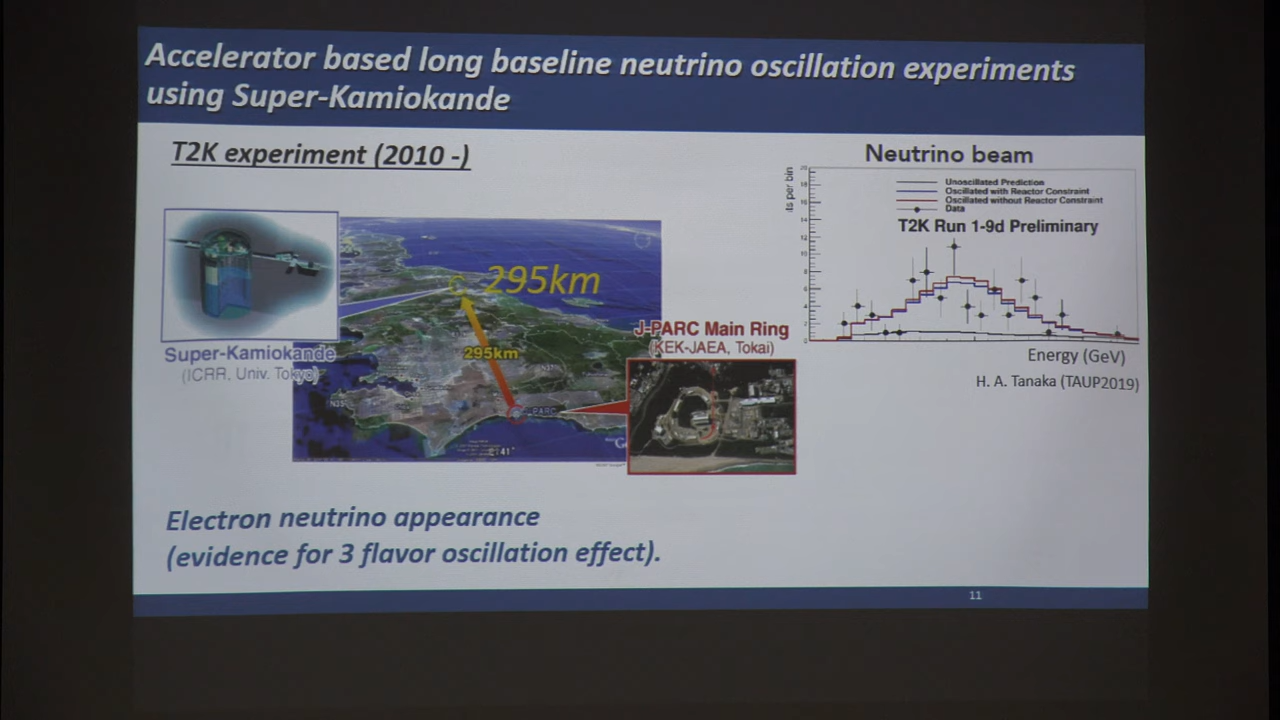 Accelerator based long baseline neutrino oscillation experiments
using Super-Kamiokande
T2K experiment (2010 -)
Neutrino beam
Unoscillated Prediction
Oscillated with Reactor Constraint
Oscillated without Reactor Constraint
Data
T2K Run 1-9d Preliminary
per bin
Energy (GeV)
H. A. Tanaka (TAUP2019)
295km
295km
Super-Kamiokande
(ICRR, Univ. Tokyo)
J-PARC Main Ring
(KEK-JAEA, Tokai)
J-PARC
Electron neutrino appearance
(evidence for 3 flavor oscillation effect).
11